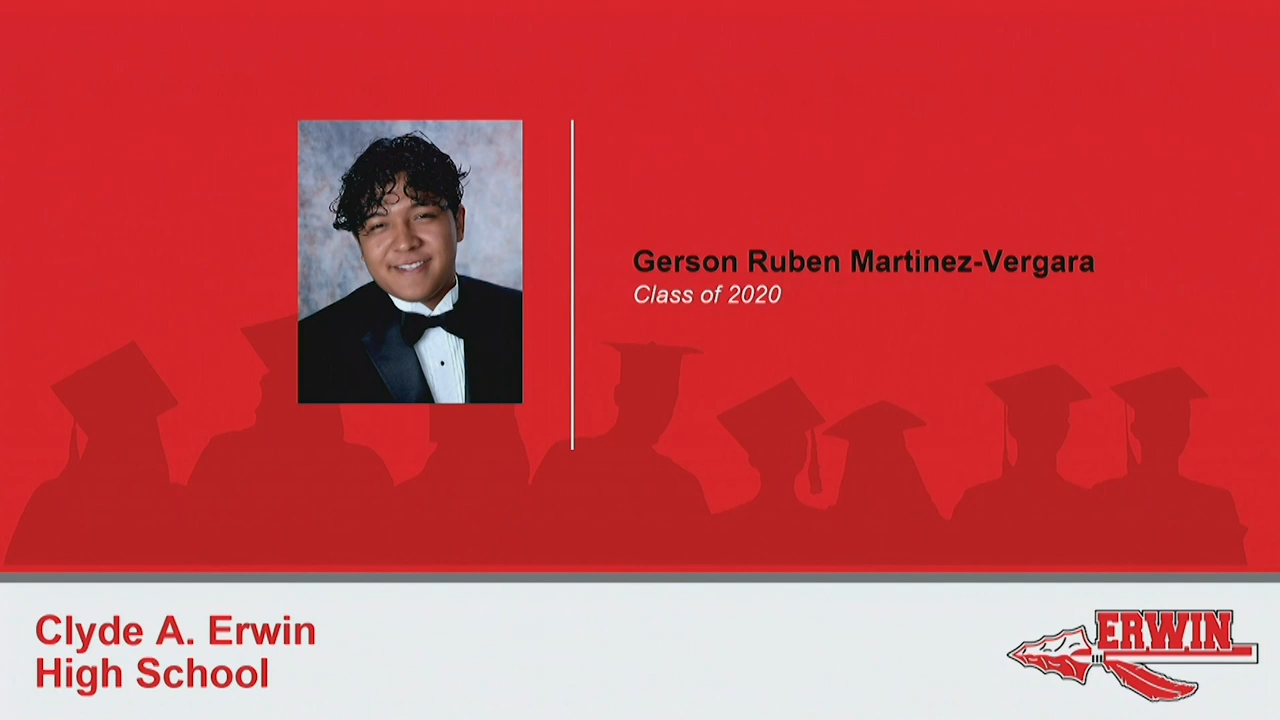 Gerson Ruben Martinez-Vergara
Class of 2020
Clyde A. Erwin
High School
ERWIN